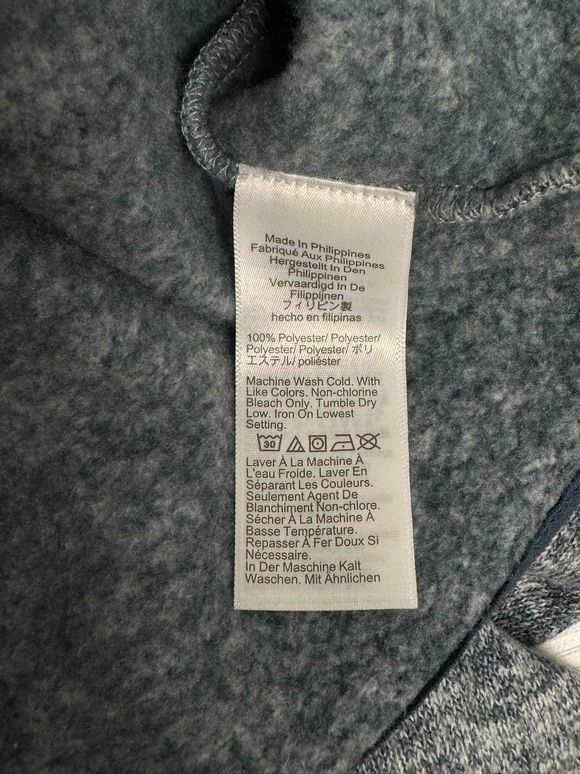 Made In Philippines
Fabriqué Aux Philippines
Hergestellt In Den
Philippinen
Vervaardigd In De
Filippijnen
フィリピン製
hecho en filipinas
100% Polyester/ Polyester/
Polyester/ Polyester/ ポリ
エステル/ poliéster
Machine Wash Cold. With
Like Colors. Non-chlorine
Bleach Only. Tumble Dry
Low. Iron On Lowest
Setting.
30
Laver À La Machine À
L'eau Froide. Laver En
Séparant Les Couleurs.
Seulement Agent De
Blanchiment Non-chlore.
Sécher À La Machine À
Basse Température.
Repasser À Fer Doux Si
Nécessaire.
In Der Maschine Kalt
Waschen. Mit Ähnlichen